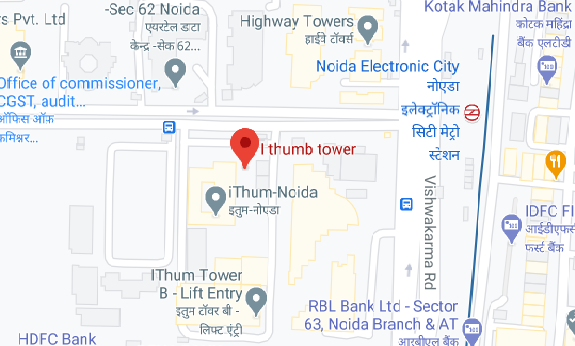 -Sec 62 Noida
एयरटेल डाटा
केन्द्र -सेक 62...
rs Pvt. Ltd
Highway Towers
हाईवे टॉवर्स
Kotak Mahindra Bank
कोटक महिंद्रा
बैंक एलटीडी
Noida Electronic City
नोएडा
इलेक्ट्रॉनिक
सिटी मेट्रो
स्टेशन
Office of commissioner,
CGST, audit...
ऑफिस ऑफ़
कमिश्नर...
I thumb tower
iThum-Noida
इतुम-नोएडा
Vishwakarma Rd
IDFC FI
आईडीएफसी
फर्स्ट बैंक
IThum Tower
B - Lift Entry
इतुन टॉवर बी -
लिफ्ट एंट्री
RBL Bank Ltd - Sector
63, Noida Branch & AT
आरबीएल बैंक
HDFC Bank